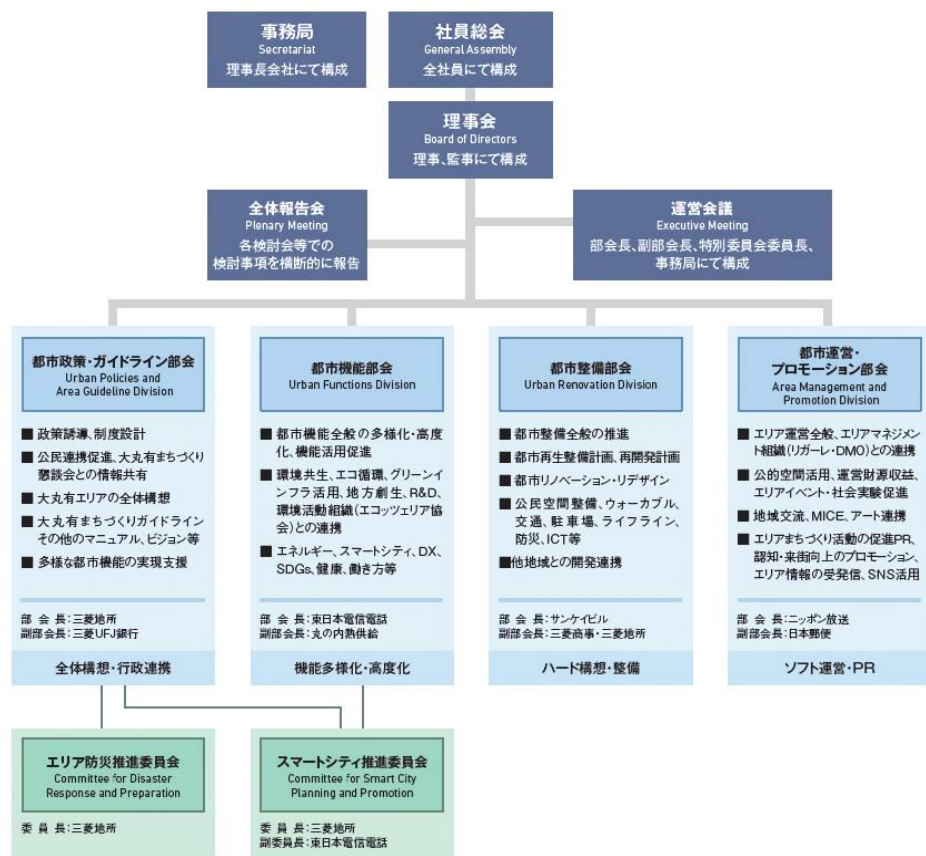 事務局
Secretariat
理事長会社にて構成
社員総会
General Assembly
全社員にて構成
理事会
Board of Directors
理事、監事にて構成
全体報告会
Plenary Meeting
各検討会等での
検討事項を横断的に報告
運営会議
Executive Meeting
部会長、副部会長、特別委員会委員長、
事務局にて構成
都市政策・ガイドライン部会
Urban Policies and
Area Guideline Division
■ 政策誘導、制度設計
■ 公民連携促進、大丸有まちづくり
懇談会との情報共有
■ 大丸有エリアの全体構想
■ 大丸有まちづくりガイドライン
その他のマニュアル、ビジョン等
■ 多様な都市機能の実現支援
部 会 長：三菱地所
副部会長：三菱UFJ銀行
全体構想・行政連携
都市機能部会
Urban Functions Division
■ 都市機能全般の多様化・高度
化、機能活用促進
■ 環境共生、エコ循環、グリーンイ
ンフラ活用、地方創生、R&D、
環境活動組織(エコッツェリア協
会)との連携
■ エネルギー、スマートシティ、DX、
SDGs、健康、働き方等
部 会 長：東日本電信電話
副部会長：丸の内熱供給
機能多様化・高度化
都市整備部会
Urban Renovation Division
■ 都市整備全般の推進
■ 都市再生整備計画、再開発計画
■ 都市リノベーション・リデザイン
■ 公民空間整備、ウォーカブル、
交通、駐車場、ライフライン、
防災、ICT等
■他地域との開発連携
部 会 長：サンケイビル
副部会長：三菱商事・三菱地所
ハード構想・整備
都市運営・
プロモーション部会
Area Management and
Promotion Division
■ エリア運営全般、エリアマネジメン
ト組織(リガーレ・DMO)との連携
■ 公的空間活用、運営財源収益、
エリアイベント・社会実験促進
■ 地域交流、MICE、アート連携
■ エリアまちづくり活動の促進PR、
認知・来街向上のプロモーション、
エリア情報の受発信、SNS活用
部 会 長：ニッポン放送
副部会長：日本郵便
ソフト運営・PR
エリア防災推進委員会
Committee for Disaster
Response and Preparation
委 員 長：三菱地所
スマートシティ推進委員会
Committee for Smart City
Planning and Promotion
委 員 長：三菱地所
副委員長：東日本電信電話